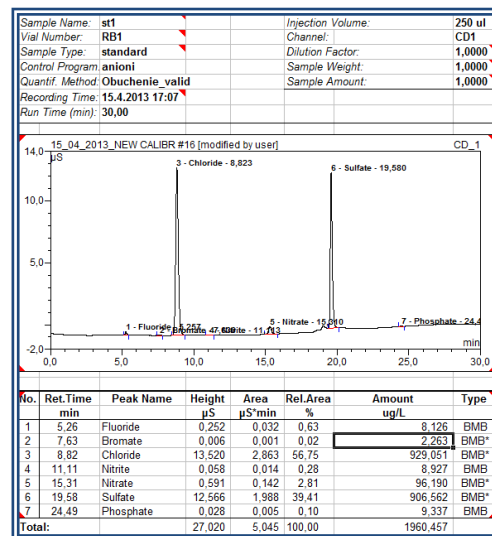 Sample Name: st1 Injection Volume: 250 ul
Vial Number: RB1 Channel: CD1
Sample Type: standard Dilution Factor: 1,0000
Control Program: anioni Sample Weight: 1,0000
Quantif. Method: Obuchenie_valid Sample Amount: 1,0000
Recording Time: 15.4.2013 17:07
Run Time (min): 30,00
15_04_2013_NEW CALIBR #16 [modified by user] CD_1
14,0
µS
3 - Chloride - 8,823
6 - Sulfate - 19,580
10,0
5,0
1 - Fluoride - 5,257
5 - Nitrate - 15,310
7 - Phosphate - 24,4
min
-2,0
0,0 5,0 10,0 15,0 20,0 25,0 30,0
No. Ret.Time Peak Name Height Area Rel.Area Amount Type
min µS µS*min % ug/L
1 5,26 Fluoride 0,252 0,032 0,63 8,126 BMB
2 7,63 Bromate 0,006 0,001 0,02 2,263 BMB*
3 8,82 Chloride 13,520 2,863 56,75 929,051 BMB*
4 11,11 Nitrite 0,058 0,014 0,28 8,927 BMB
5 15,31 Nitrate 0,591 0,142 2,81 96,190 BMB*
6 19,58 Sulfate 12,566 1,988 39,41 906,562 BMB*
7 24,49 Phosphate 0,028 0,005 0,10 9,337 BMB
Total: 27,020 5,045 100,00 1960,457